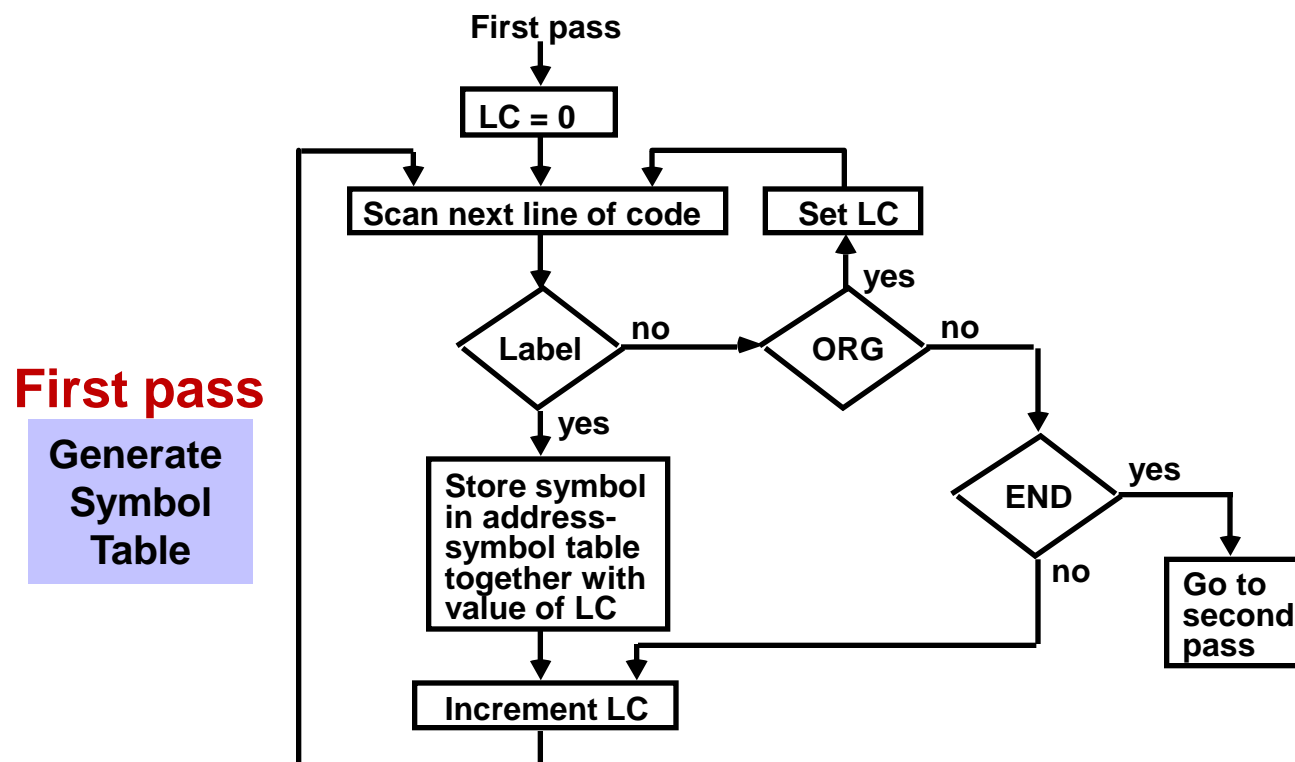 First pass
LC = 0
Scan next line of code
Set LC
yes
Label
no
ORG
no
First pass
Generate
Symbol
Table
yes
Store symbol
in address-
symbol table
together with
value of LC
END
yes
no
Go to
second
pass
Increment LC